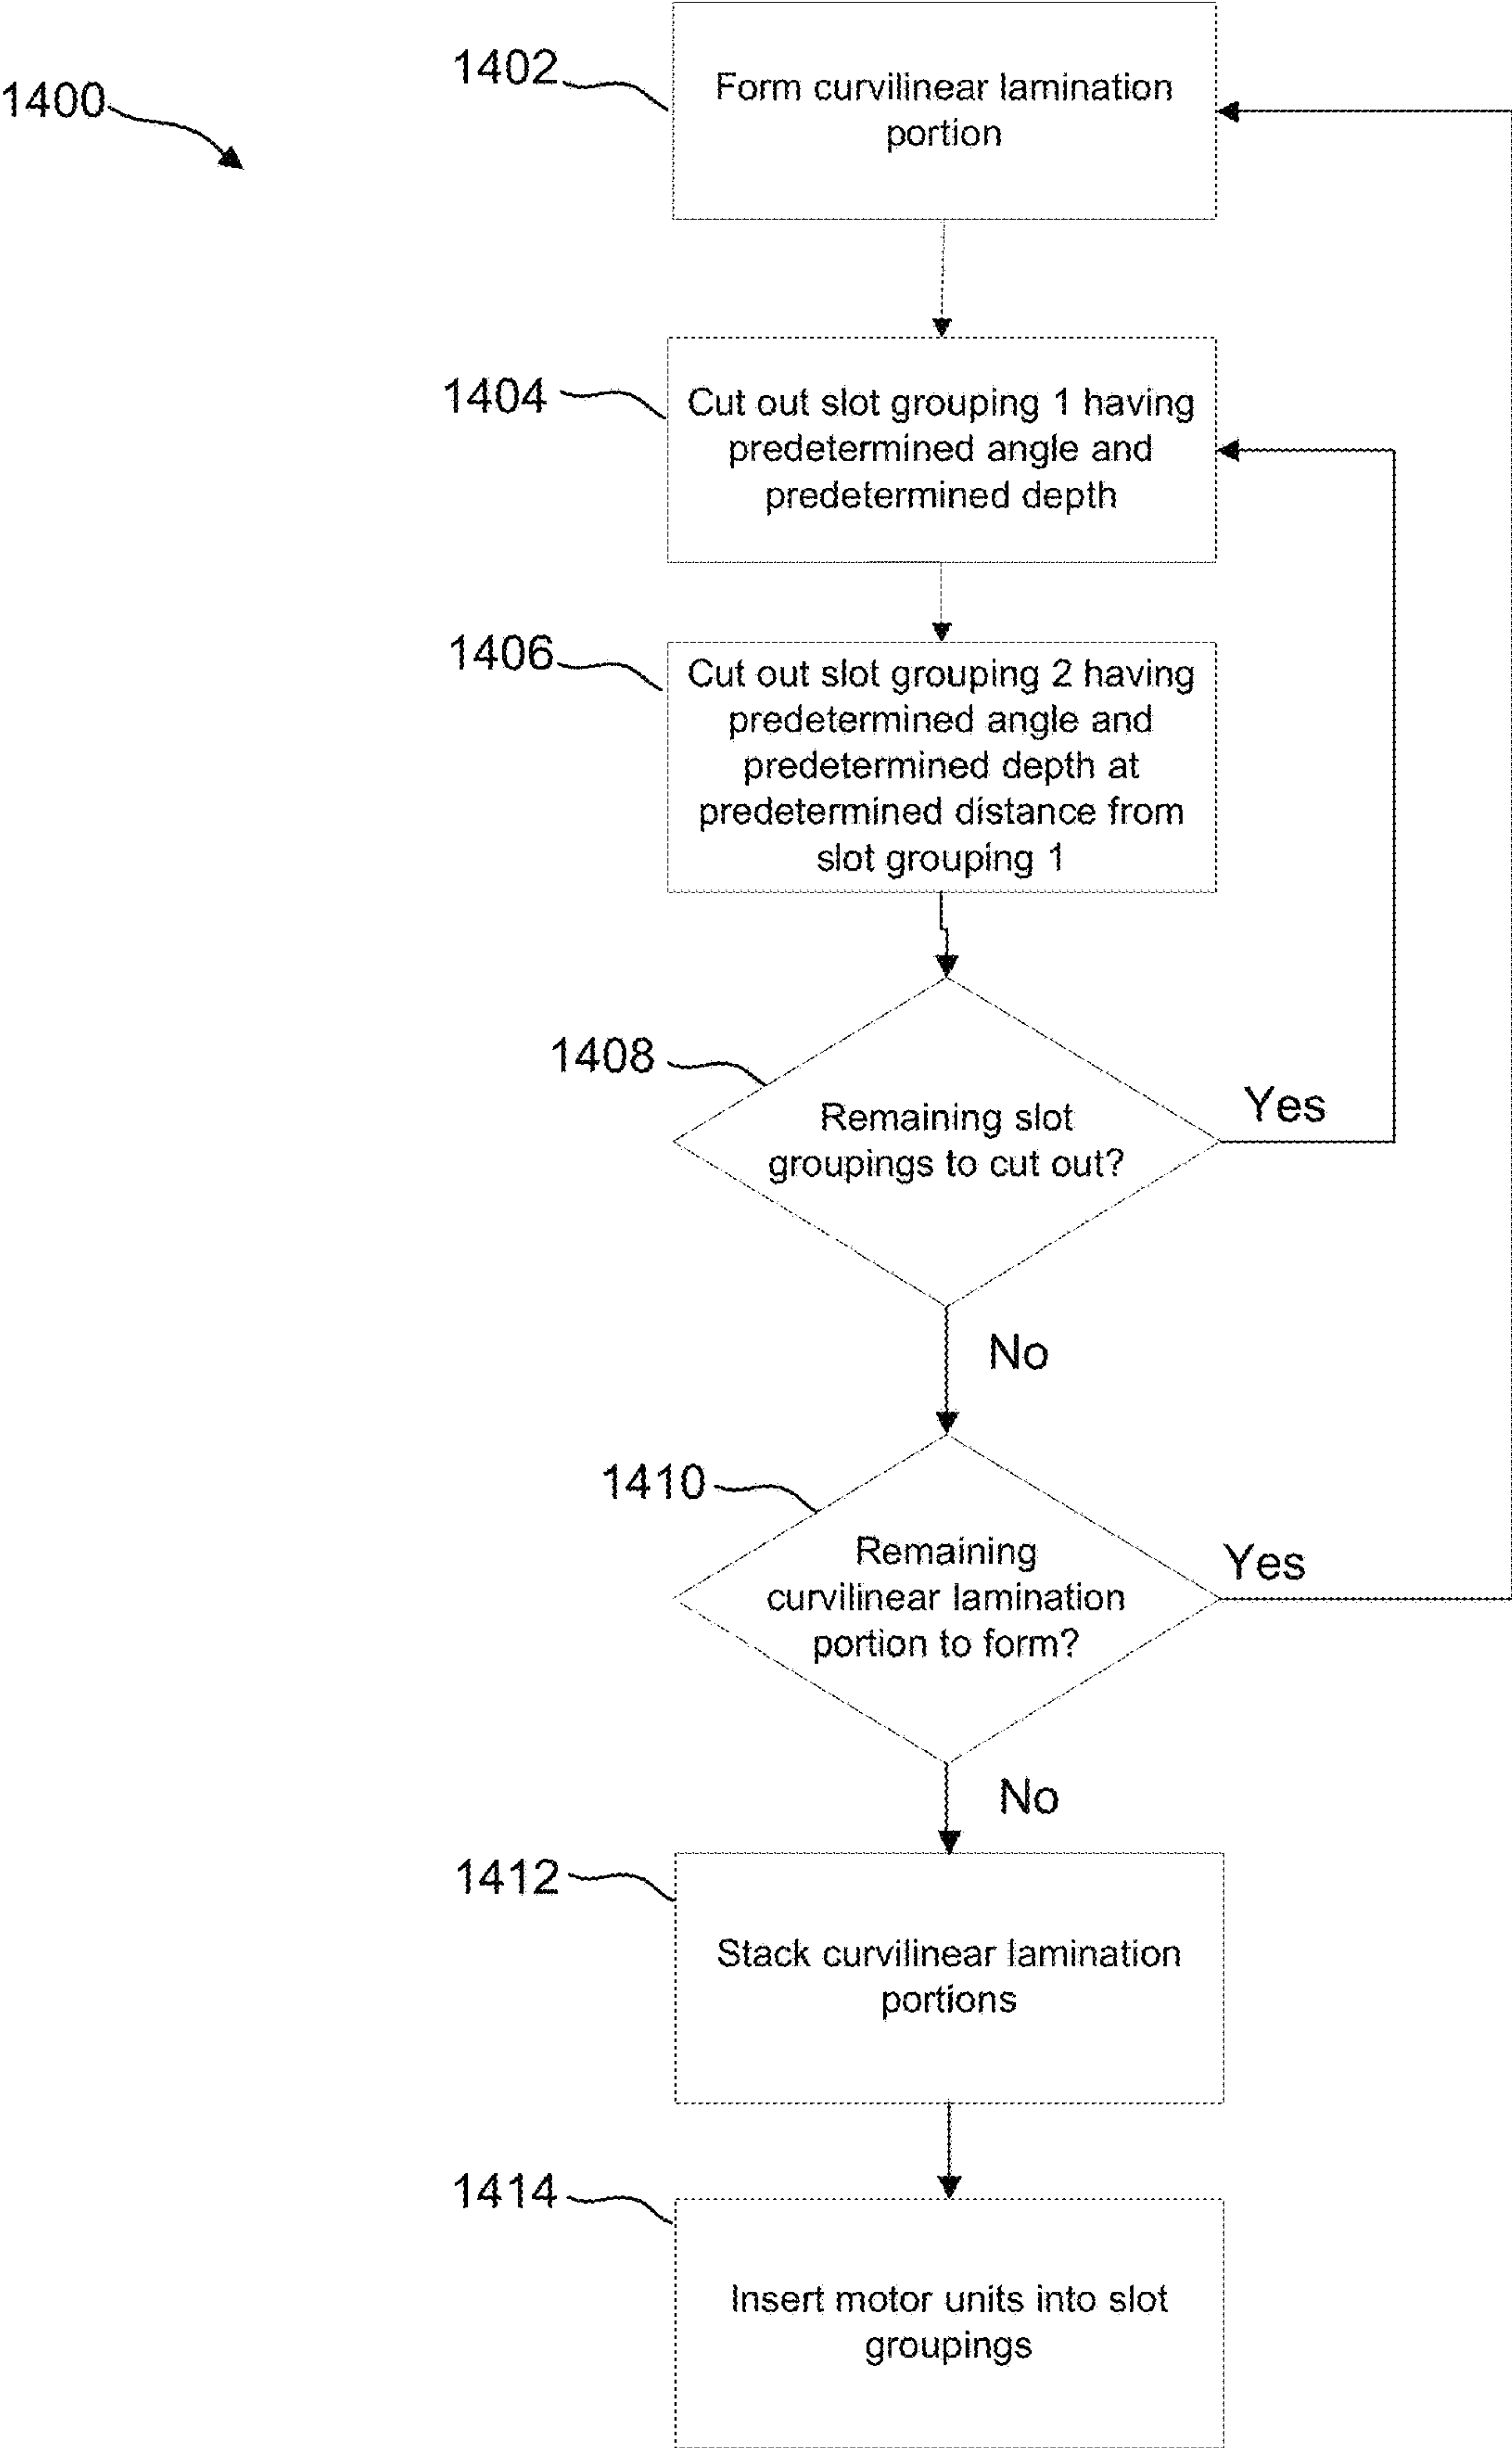 1400
1402
Form curvilinear lamination
portion
1404
Cut out slot grouping 1 having
predetermined angle and
predetermined depth
1406
Cut out slot grouping 2 having
predetermined angle and
predetermined depth at
predetermined distance from
slot grouping 1
1408
Remaining slot
groupings to cut out?
Yes
No
1410
Remaining
curvilinear lamination
portion to form?
Yes
No
1412
Stack curvilinear lamination
portions
1414
Insert motor units into slot
groupings